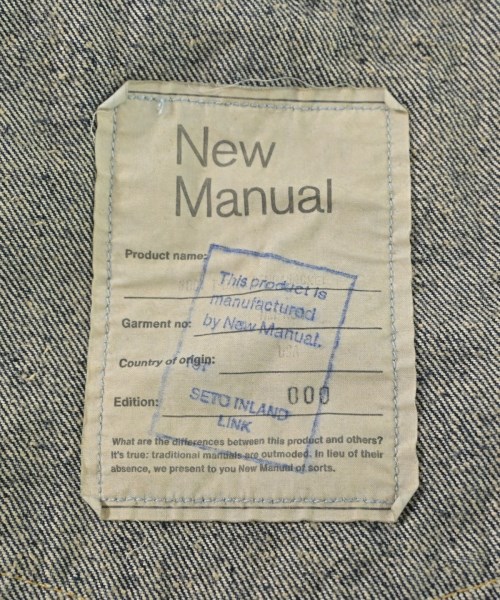 New
Manual
Product name:
This product is
manufactured
Garment no:
by New Manual.
Country of origin:
USA
Edition:
000
SETO INLAND
LINK
What are the differences between this product and others?
It's true: traditional manuals are outmoded. In lieu of their
absence, we present to you New Manual of sorts.